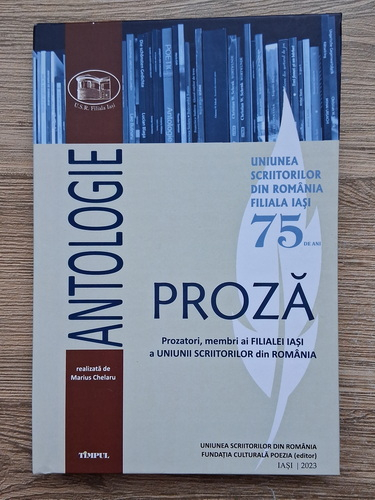 U.S.R. Filiala Iași
ANTOLOGIE
UNIUNEA
SCRIITORILOR
DIN ROMÂNIA
FILIALA IAȘI
75 DE ANI
PROZĂ
Prozatori, membri ai FILIALEI IAȘI
a UNIUNII SCRIITORILOR din ROMÂNIA
realizată de
Marius Chelaru
TIMPUL
UNIUNEA SCRIITORILOR DIN ROMÂNIA
FUNDAȚIA CULTURALĂ POEZIA (editor)
IAȘI | 2023